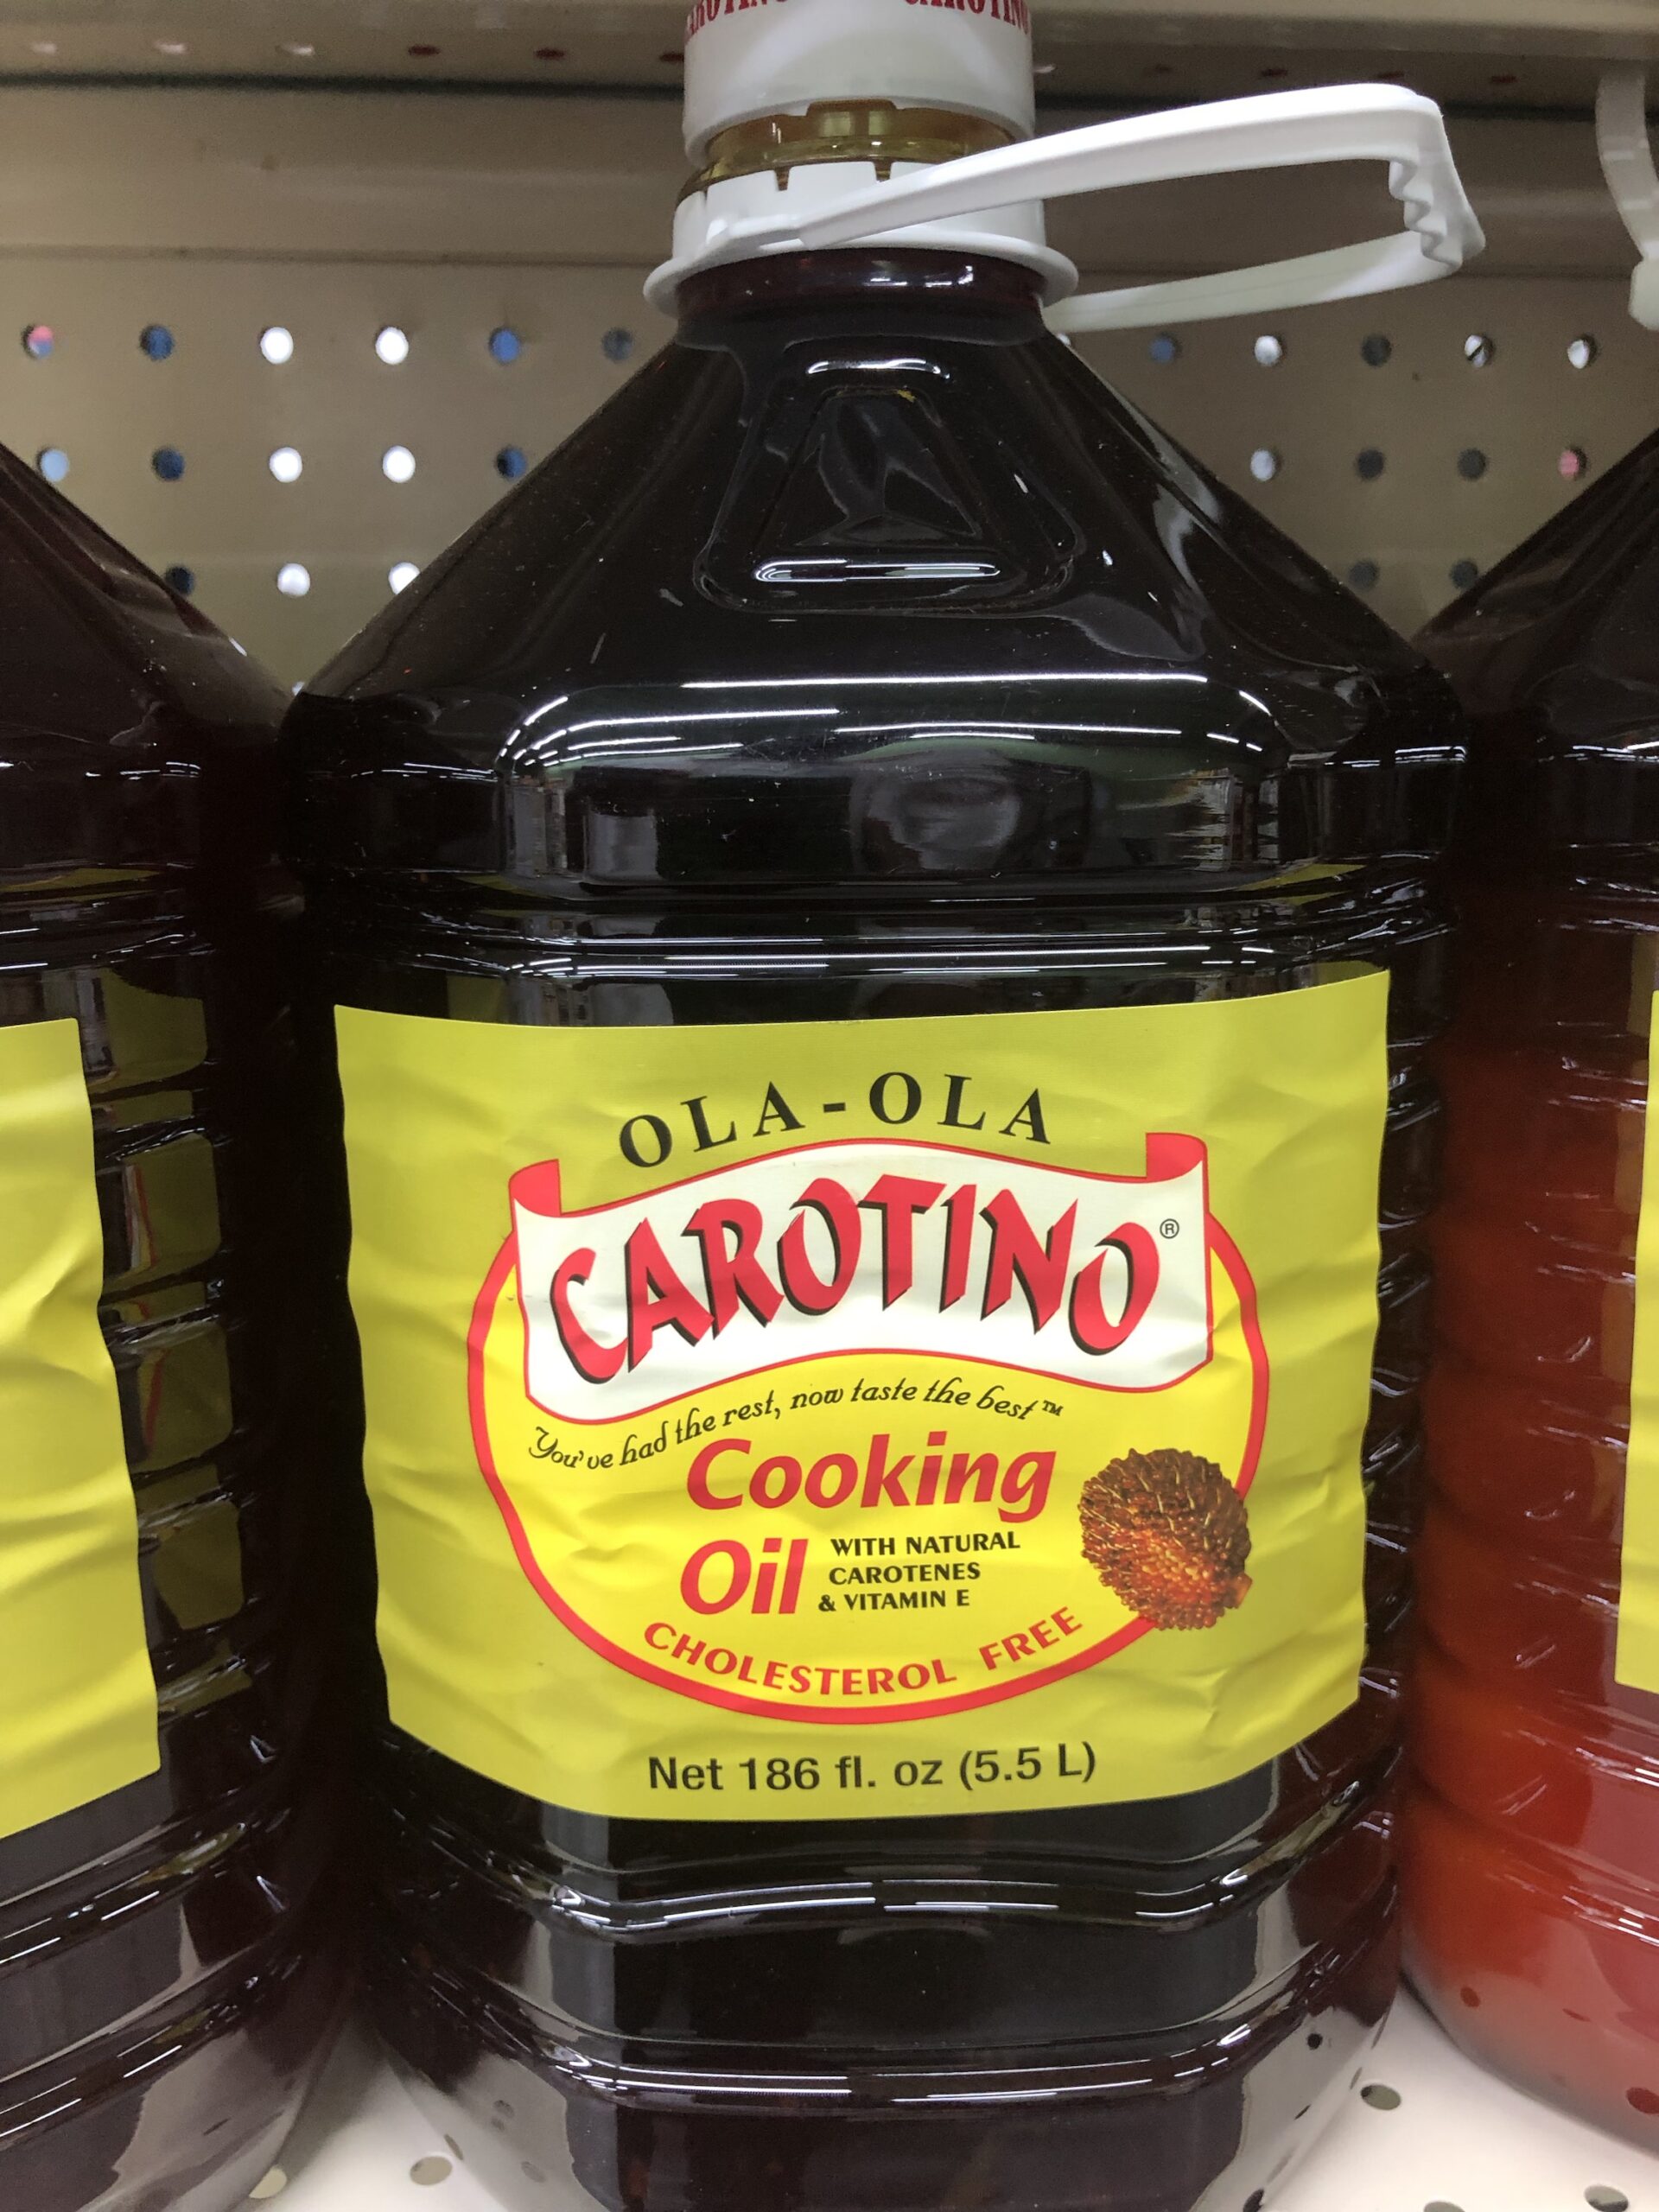 CAROTINO
OLA-OLA
CAROTINO®
You've had the rest, now taste the best™
Cooking
Oil
WITH NATURAL
CAROTENES
& VITAMIN E
CHOLESTEROL FREE
Net 186 fl. oz (5.5 L)